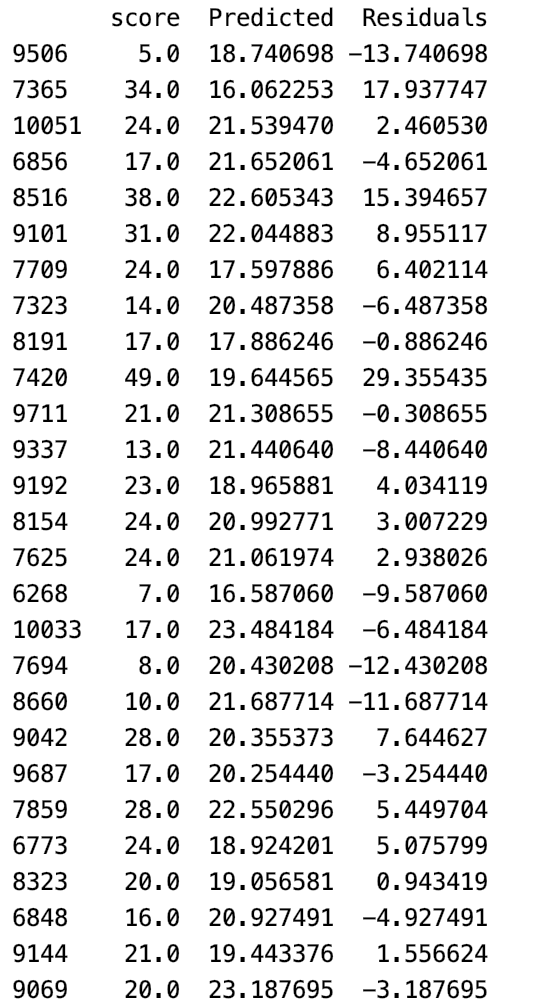 score Predicted Residuals
9506 5.0 18.740698 −13.740698
7365 34.0 16.062253 17.937747
10051 24.0 21.539470 2.460530
6856 17.0 21.652061 −4.652061
8516 38.0 22.605343 15.394657
9101 31.0 22.044883 8.955117
7709 24.0 17.597886 6.402114
7323 14.0 20.487358 −6.487358
8191 17.0 17.886246 −0.886246
7420 49.0 19.644565 29.355435
9711 21.0 21.308655 −0.308655
9337 13.0 21.440640 −8.440640
9192 23.0 18.965881 4.034119
8154 24.0 20.992771 3.007229
7625 24.0 21.061974 2.938026
6268 7.0 16.587060 −9.587060
10033 17.0 23.484184 −6.484184
7694 8.0 20.430208 −12.430208
8660 10.0 21.687714 −11.687714
9042 28.0 20.355373 7.644627
9687 17.0 20.254440 −3.254440
7859 28.0 22.550296 5.449704
6773 24.0 18.924201 5.075799
8323 20.0 19.056581 0.943419
6848 16.0 20.927491 −4.927491
9144 21.0 19.443376 1.556624
9069 20.0 23.187695 −3.187695